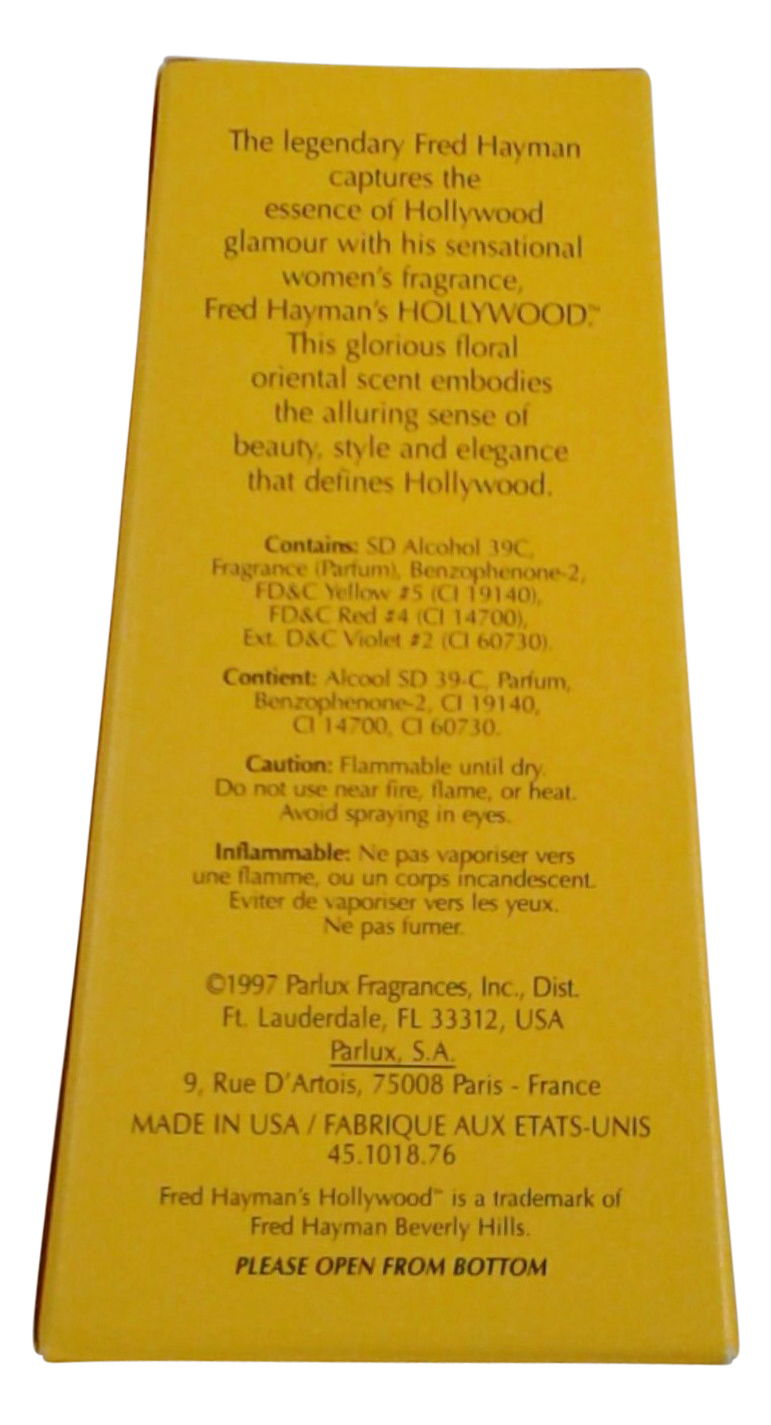 The legendary Fred Hayman
captures the
essence of Hollywood
glamour with his sensational
women's fragrance,
Fred Hayman's HOLLYWOOD.™
This glorious floral
oriental scent embodies
the alluring sense of
beauty, style and elegance
that defines Hollywood.
Contains: SD Alcohol 39C,
Fragrance (Parfum), Benzophenone-2,
FD&C Yellow #5 (CI 19140),
FD&C Red #4 (CI 14700),
Ext. D&C Violet #2 (CI 60730).
Contient: Alcool SD 39-C, Parfum,
Benzophenone-2, CI 19140,
CI 14700, CI 60730.
Caution: Flammable until dry.
Do not use near fire, flame, or heat.
Avoid spraying in eyes.
Inflammable: Ne pas vaporiser vers
une flamme, ou un corps incandescent.
Eviter de vaporiser vers les yeux.
Ne pas fumer.
©1997 Parlux Fragrances, Inc., Dist.
Ft. Lauderdale, FL 33312, USA
Parlux, S.A.
9, Rue D'Artois, 75008 Paris - France
MADE IN USA / FABRIQUE AUX ETATS-UNIS
45.1018.76
Fred Hayman's Hollywood™ is a trademark of
Fred Hayman Beverly Hills.
PLEASE OPEN FROM BOTTOM